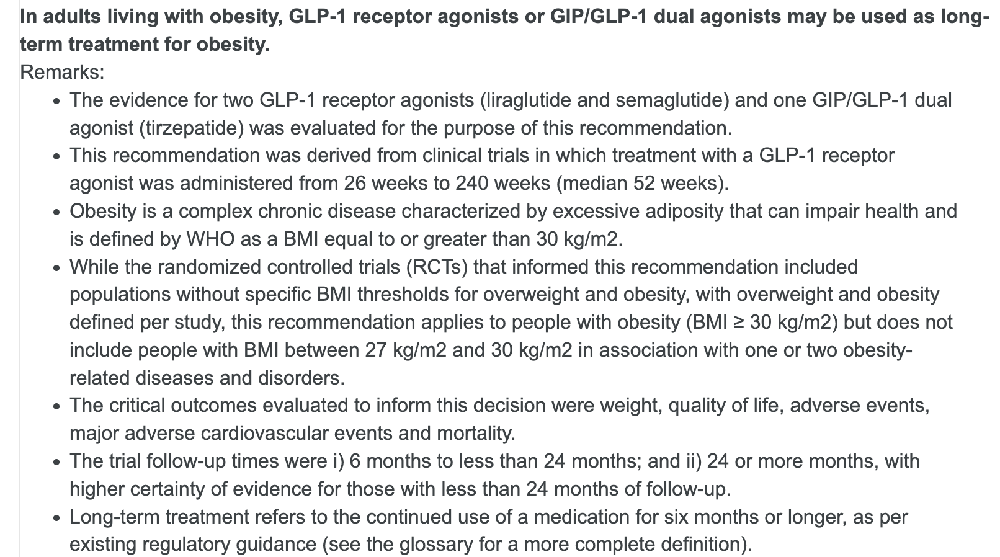 In adults living with obesity, GLP-1 receptor agonists or GIP/GLP-1 dual agonists may be used as long-
term treatment for obesity.
Remarks:
• The evidence for two GLP-1 receptor agonists (liraglutide and semaglutide) and one GIP/GLP-1 dual
agonist (tirzepatide) was evaluated for the purpose of this recommendation.
• This recommendation was derived from clinical trials in which treatment with a GLP-1 receptor
agonist was administered from 26 weeks to 240 weeks (median 52 weeks).
• Obesity is a complex chronic disease characterized by excessive adiposity that can impair health and
is defined by WHO as a BMI equal to or greater than 30 kg/m2.
• While the randomized controlled trials (RCTs) that informed this recommendation included
populations without specific BMI thresholds for overweight and obesity, with overweight and obesity
defined per study, this recommendation applies to people with obesity (BMI ≥ 30 kg/m2) but does not
include people with BMI between 27 kg/m2 and 30 kg/m2 in association with one or two obesity-
related diseases and disorders.
• The critical outcomes evaluated to inform this decision were weight, quality of life, adverse events,
major adverse cardiovascular events and mortality.
• The trial follow-up times were i) 6 months to less than 24 months; and ii) 24 or more months, with
higher certainty of evidence for those with less than 24 months of follow-up.
• Long-term treatment refers to the continued use of a medication for six months or longer, as per
existing regulatory guidance (see the glossary for a more complete definition).